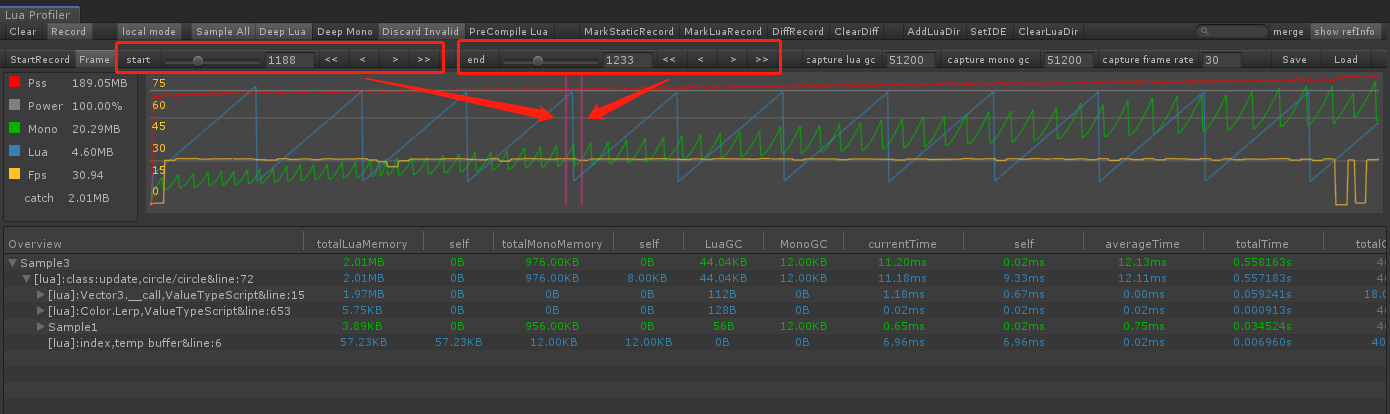 Lua Profiler
Clear Record local mode Sample All Deep Lua Deep Mono Discard Invalid PreCompile Lua MarkStaticRecord MarkLuaRecord DiffRecord ClearDiff AddLuaDir SetIDE ClearLuaDir merge show refInfo
StartRecord Frame start 1188 << < > >> end 1233 << < > >> capture lua gc 51200 capture mono gc 51200 capture frame rate 30 Save Load
Pss 189.05MB
Power 100.00%
Mono 20.29MB
Lua 4.60MB
Fps 30.94
catch 2.01MB
75
60
45
30
15
0
Overview totalLuaMemory self totalMonoMemory self LuaGC MonoGC currentTime self averageTime totalTime
Sample3 2.01MB 0B 976.00KB 0B 44.04KB 12.00KB 11.20ms 0.02ms 12.13ms 0.558163s
[lua]:class:update,circle/circle&line:72 2.01MB 0B 976.00KB 8.00KB 44.04KB 12.00KB 11.18ms 9.33ms 12.11ms 0.557183s
[lua]:Vector3.__call,ValueTypeScript&line:15 1.97MB 0B 0B 0B 112B 0B 1.18ms 0.67ms 0.00ms 0.059241s 18.0
[lua]:Color.Lerp,ValueTypeScript&line:653 5.75KB 0B 0B 0B 128B 0B 0.02ms 0.02ms 0.02ms 0.000913s
Sample1 3.89KB 0B 956.00KB 0B 56B 12.00KB 0.65ms 0.02ms 0.75ms 0.034524s
[lua]:index,temp buffer&line:6 57.23KB 57.23KB 12.00KB 12.00KB 0B 0B 6.96ms 6.96ms 0.02ms 0.006960s 40